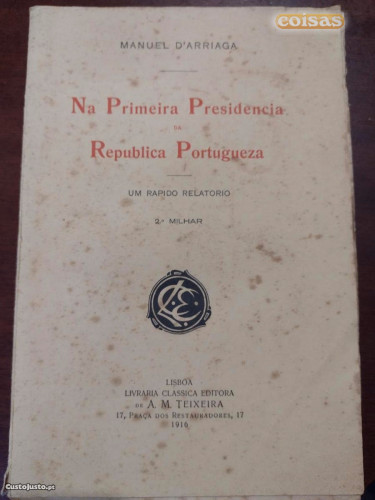 coisas
MANUEL D'ARRIAGA
Na Primeira Presidencia
DA
Republica Portugueza
UM RAPIDO RELATORIO
2.º MILHAR
LISBOA
LIVRARIA CLASSICA EDITORA
DE A. M. TEIXEIRA
17, PRAÇA DOS RESTAURADORES, 17
1916
CustoJusto.pt